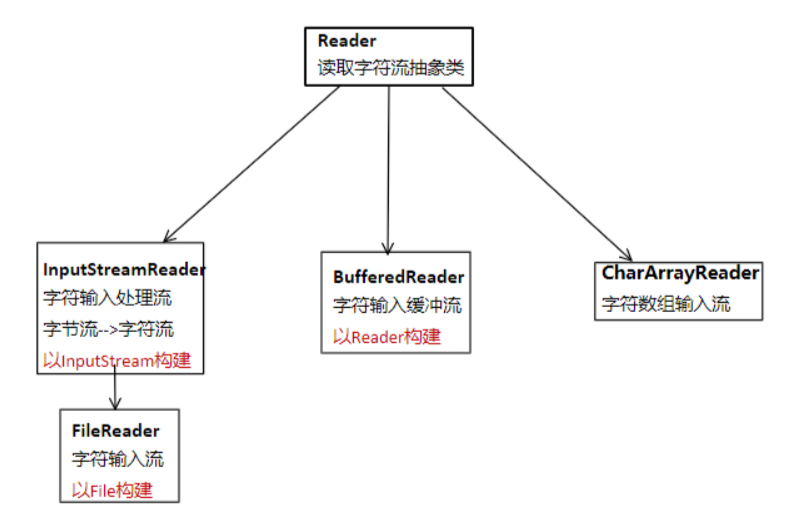 Reader
读取字符流抽象类
InputStreamReader
字符输入处理流
字节流-->字符流
以InputStream构建
BufferedReader
字符输入缓冲流
以Reader构建
CharArrayReader
字符数组输入流
FileReader
字符输入流
以File构建